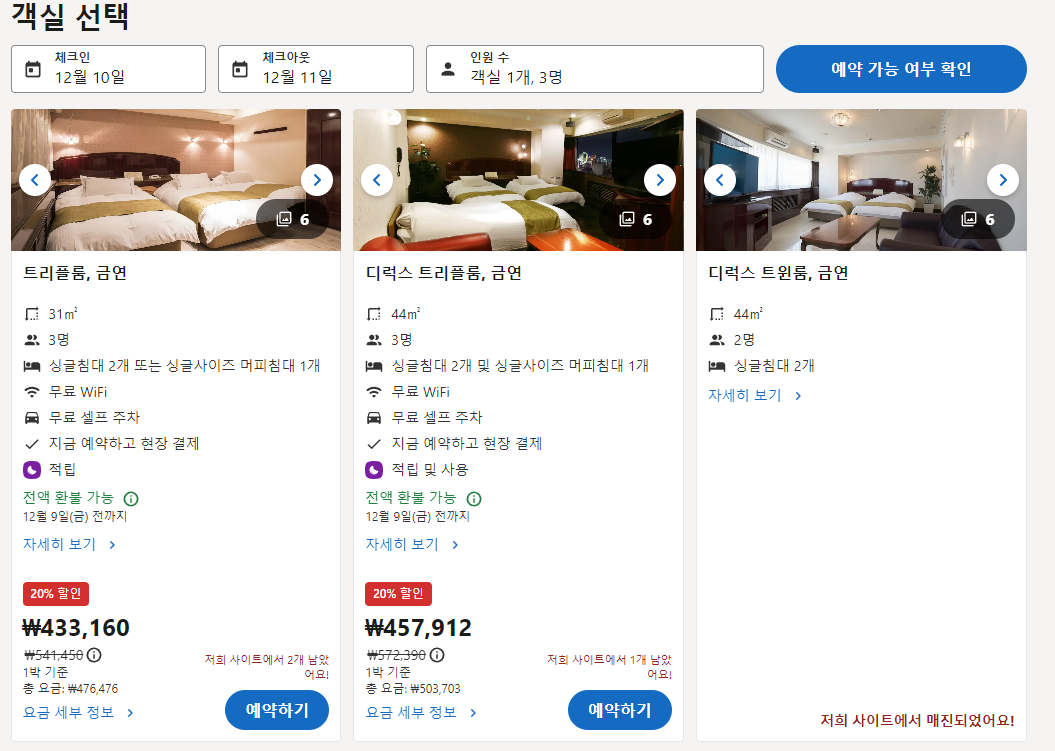 객실 선택
체크인
12월 10일
체크아웃
12월 11일
인원 수
객실 1개, 3명
예약 가능 여부 확인
6
트리플룸, 금연
31㎡
3명
싱글침대 2개 또는 싱글사이즈 머피침대 1개
무료 WiFi
무료 셀프 주차
지금 예약하고 현장 결제
적립
전액 환불 가능
12월 9일(금) 전까지
자세히 보기
20% 할인
₩433,160
₩541,450
1박 기준
총 요금: ₩476,476
요금 세부 정보
저희 사이트에서 2개 남았
어요!
예약하기
6
디럭스 트리플룸, 금연
44㎡
3명
싱글침대 2개 및 싱글사이즈 머피침대 1개
무료 WiFi
무료 셀프 주차
지금 예약하고 현장 결제
적립 및 사용
전액 환불 가능
12월 9일(금) 전까지
자세히 보기
20% 할인
₩457,912
₩572,390
1박 기준
총 요금: ₩503,703
요금 세부 정보
저희 사이트에서 1개 남았
어요!
예약하기
6
디럭스 트윈룸, 금연
44㎡
2명
싱글침대 2개
자세히 보기
저희 사이트에서 매진되었어요!